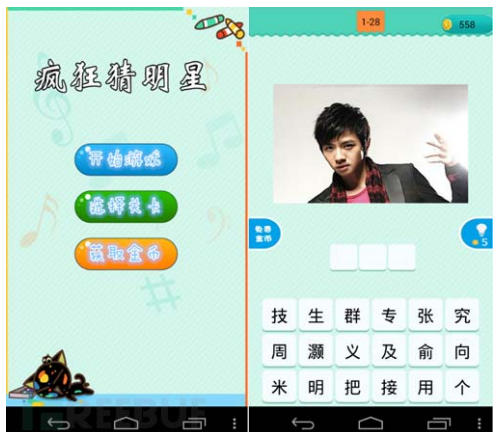 疯狂猜明星
开始游戏
选择关卡
获取金币
FREEBUF
1-28
558
免费
金币
5
技 生 群 专 张 究
周 灏 义 及 俞 向
米 明 把 接 用 个